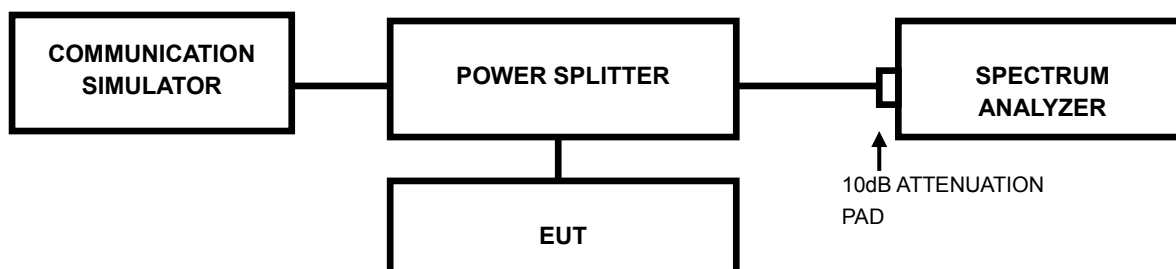 COMMUNICATION
SIMULATOR
POWER SPLITTER
SPECTRUM
ANALYZER
10dB ATTENUATION
PAD
EUT